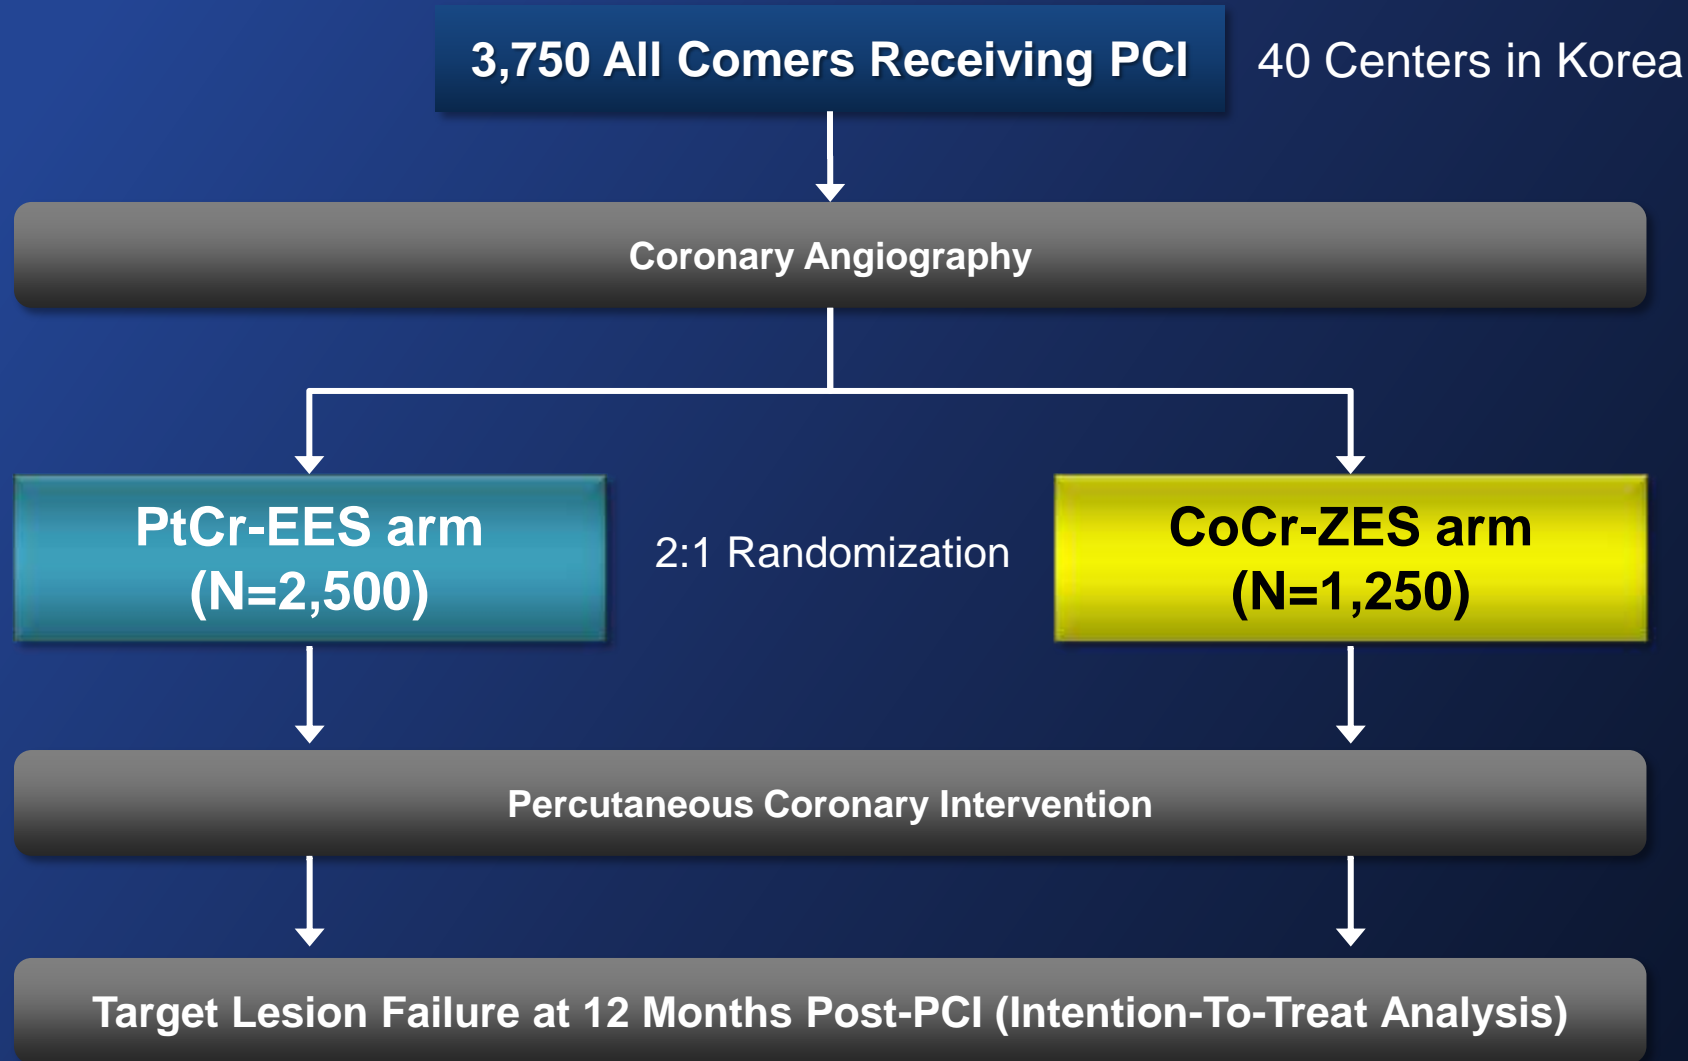 3,750 All Comers Receiving PCI
40 Centers in Korea
Coronary Angiography
PtCr-EES arm
(N=2,500)
2:1 Randomization
CoCr-ZES arm
(N=1,250)
Percutaneous Coronary Intervention
Target Lesion Failure at 12 Months Post-PCI (Intention-To-Treat Analysis)